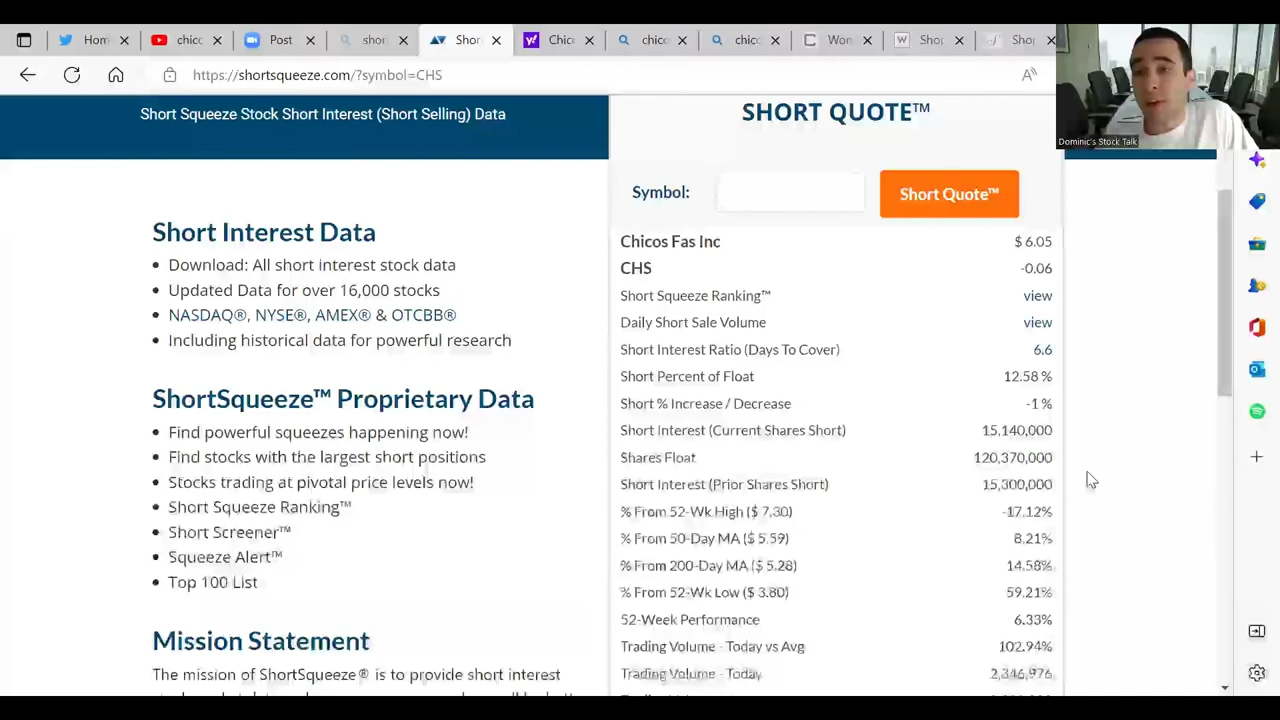 Hom
chicc
Post
shor
Shor
Chicc
chicc
chicc
Won
Shop
Shop
https://shortsqueeze.com/?symbol=CHS
Dominic's Stock Talk
Short Squeeze Stock Short Interest (Short Selling) Data
SHORT QUOTE™
Symbol:
Short Quote™
Short Interest Data
• Download: All short interest stock data
• Updated Data for over 16,000 stocks
• NASDAQ®, NYSE®, AMEX® & OTCBB®
• Including historical data for powerful research
ShortSqueeze™ Proprietary Data
• Find powerful squeezes happening now!
• Find stocks with the largest short positions
• Stocks trading at pivotal price levels now!
• Short Squeeze Ranking™
• Short Screener™
• Squeeze Alert™
• Top 100 List
Mission Statement
The mission of ShortSqueeze® is to provide short interest
Chicos Fas Inc $ 6.05
CHS -0.06
Short Squeeze Ranking™ view
Daily Short Sale Volume view
Short Interest Ratio (Days To Cover) 6.6
Short Percent of Float 12.58 %
Short % Increase / Decrease -1 %
Short Interest (Current Shares Short) 15,140,000
Shares Float 120,370,000
Short Interest (Prior Shares Short) 15,300,000
% From 52-Wk High ($ 7.30) -17.12%
% From 50-Day MA ($ 5.59) 8.21%
% From 200-Day MA ($ 5.28) 14.58%
% From 52-Wk Low ($ 3.80) 59.21%
52-Week Performance 6.33%
Trading Volume - Today vs Avg 102.94%
Trading Volume - Today 2,346,976